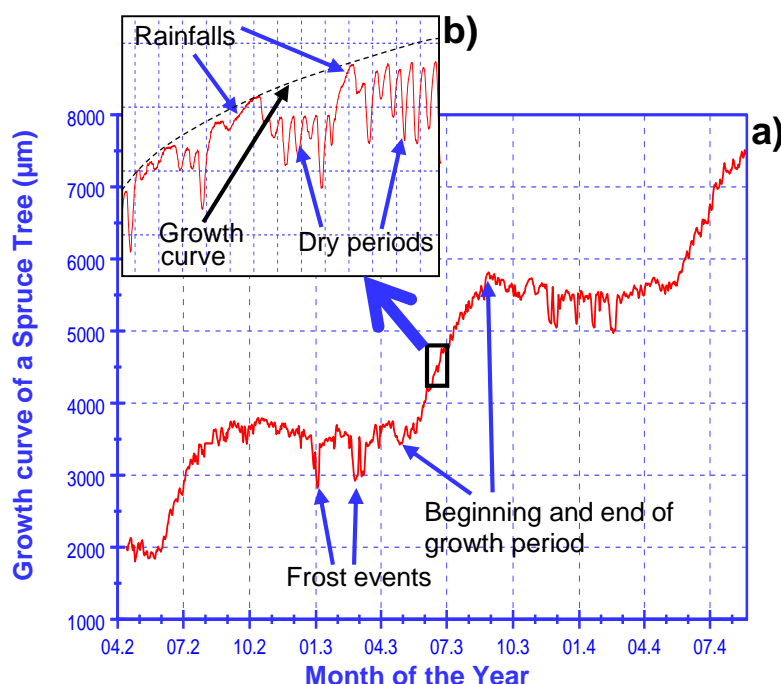 b)
Rainfalls
a)
Growth
curve
Dry periods
Growth curve of a Spruce Tree (µm)
8000
7000
6000
5000
4000
3000
2000
1000
Beginning and end of
growth period
Frost events
04.2 07.2 10.2 01.3 04.3 07.3 10.3 01.4 04.4 07.4
Month of the Year